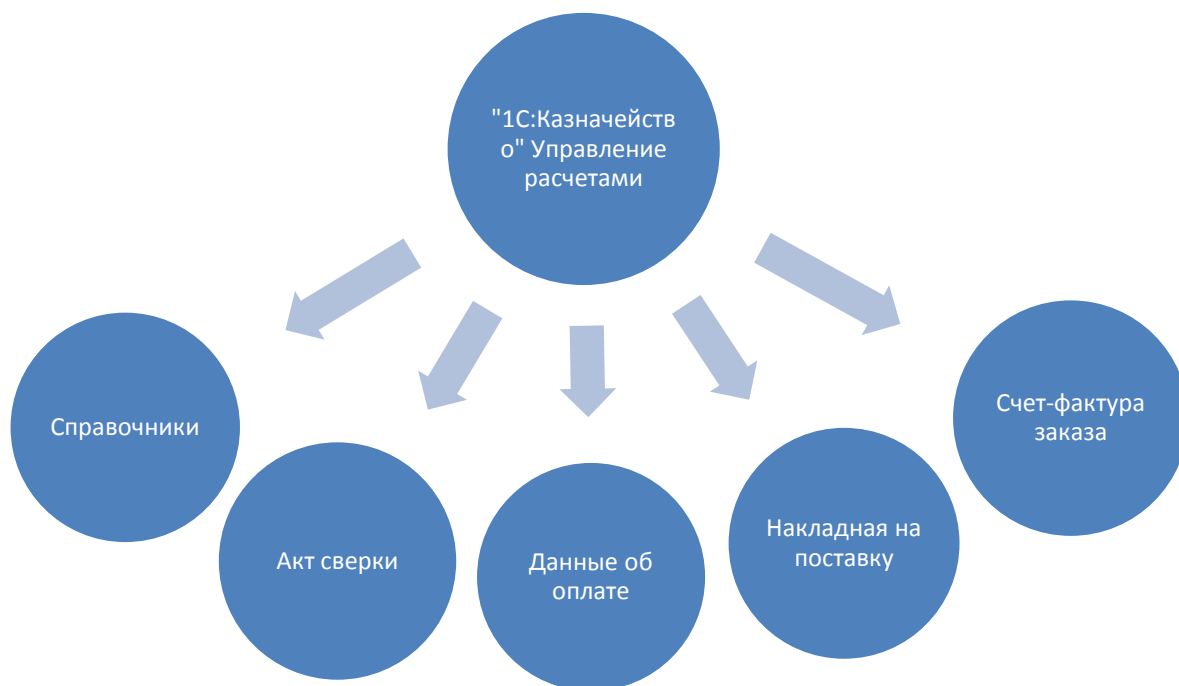 "1С:Казначейств
о" Управление
расчетами
Справочники
Акт сверки
Данные об
оплате
Накладная на
поставку
Счет-фактура
заказа